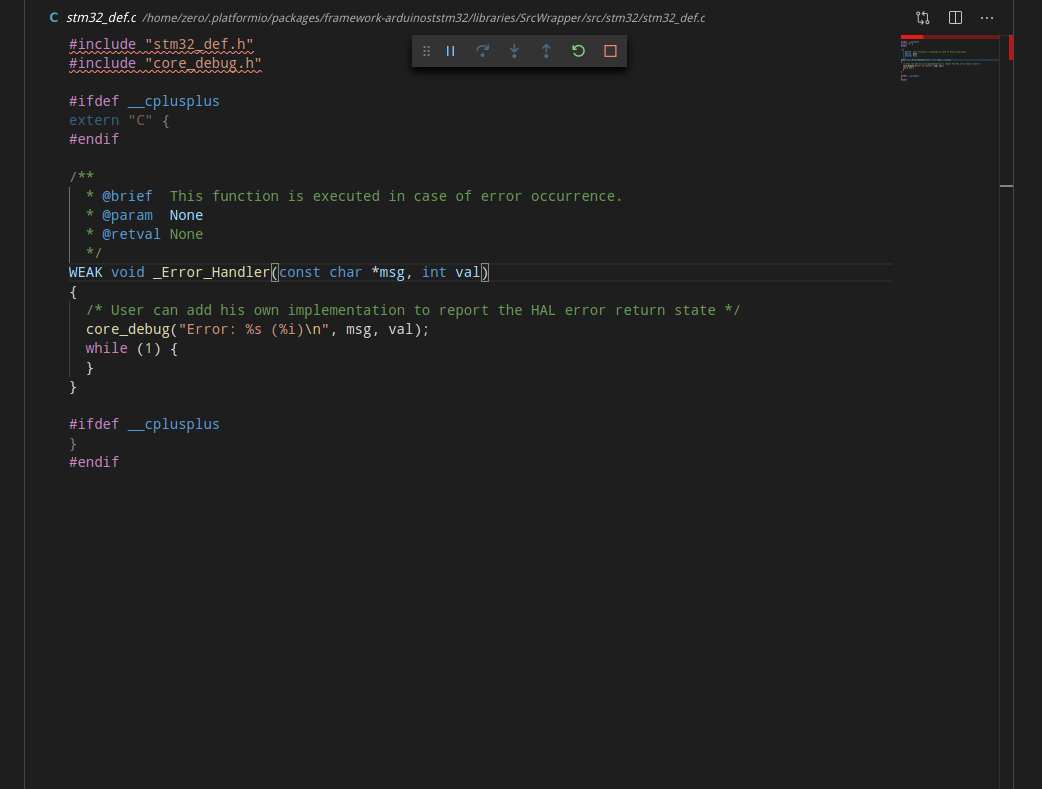 C stm32_def.c /home/zero/.platformio/packages/framework-arduinoststm32/libraries/SrcWrapper/src/stm32/stm32_def.c
#include "stm32_def.h"
#include "core_debug.h"
#ifdef __cplusplus
extern "C" {
#endif
/**
  * @brief  This function is executed in case of error occurrence.
  * @param  None
  * @retval None
  */
WEAK void _Error_Handler(const char *msg, int val)
{
  /* User can add his own implementation to report the HAL error return state */
  core_debug("Error: %s (%i)\n", msg, val);
  while (1) {
  }
}
#ifdef __cplusplus
}
#endif